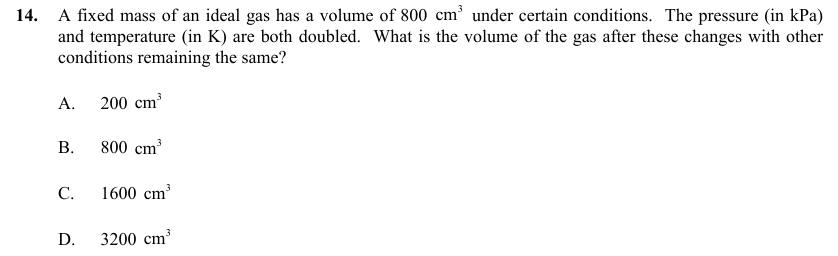 14. A fixed mass of an ideal gas has a volume of 800 cm³ under certain conditions. The pressure (in kPa)
and temperature (in K) are both doubled. What is the volume of the gas after these changes with other
conditions remaining the same?
A. 200 cm³
B. 800 cm³
C. 1600 cm³
D. 3200 cm³